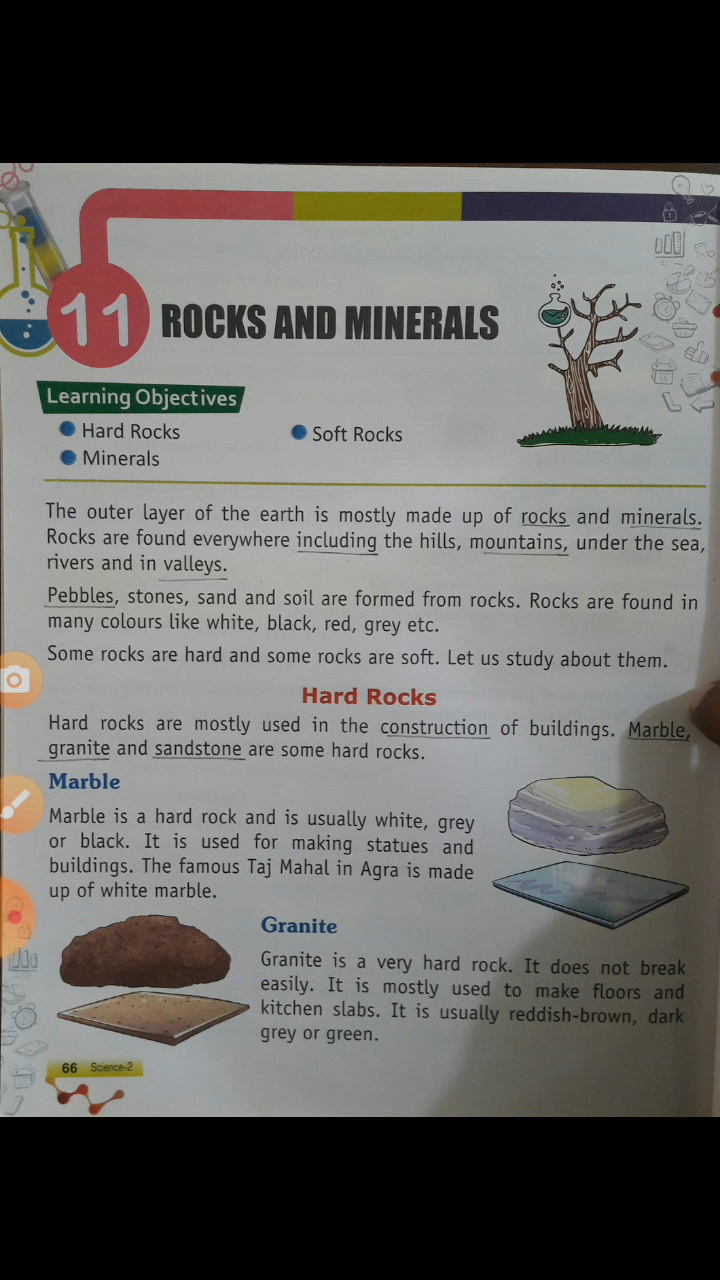 11 ROCKS AND MINERALS
Learning Objectives
Hard Rocks
Soft Rocks
Minerals
The outer layer of the earth is mostly made up of rocks and minerals.
Rocks are found everywhere including the hills, mountains, under the sea,
rivers and in valleys.
Pebbles, stones, sand and soil are formed from rocks. Rocks are found in
many colours like white, black, red, grey etc.
Some rocks are hard and some rocks are soft. Let us study about them.
Hard Rocks
Hard rocks are mostly used in the construction of buildings. Marble,
granite and sandstone are some hard rocks.
Marble
Marble is a hard rock and is usually white, grey
or black. It is used for making statues and
buildings. The famous Taj Mahal in Agra is made
up of white marble.
Granite
Granite is a very hard rock. It does not break
easily. It is mostly used to make floors and
kitchen slabs. It is usually reddish-brown, dark
grey or green.
66 Science-2